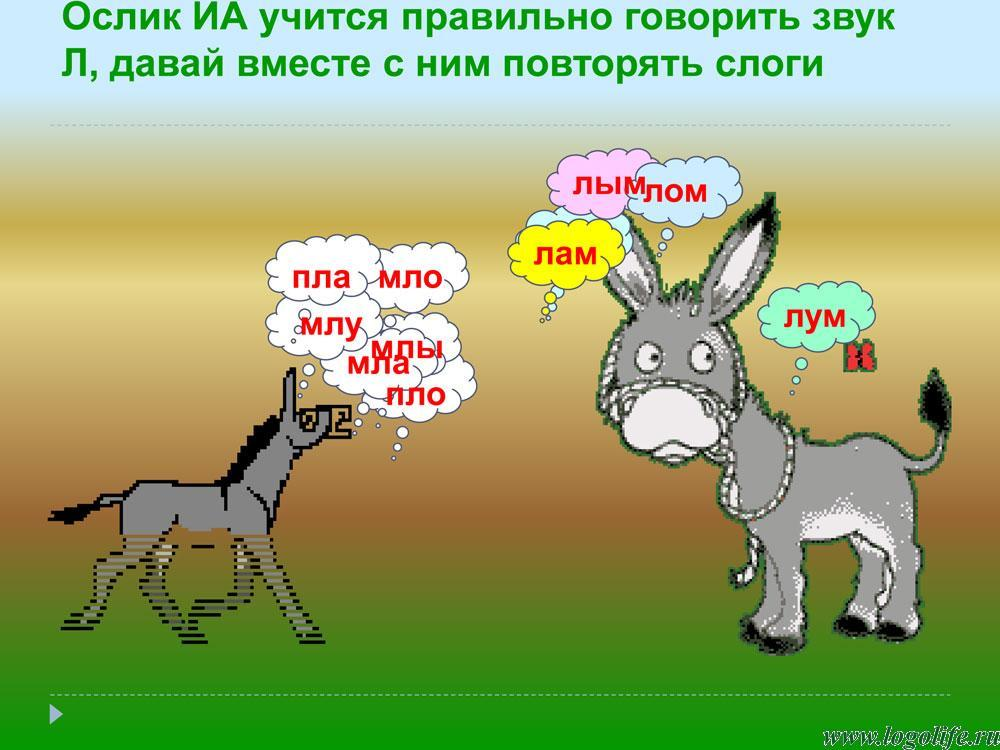 Ослик ИА учится правильно говорить звук
Л, давай вместе с ним повторять слоги
лым
лом
лам
лум
пла
мло
млу
млы
мла
пло
www.logolife.ru